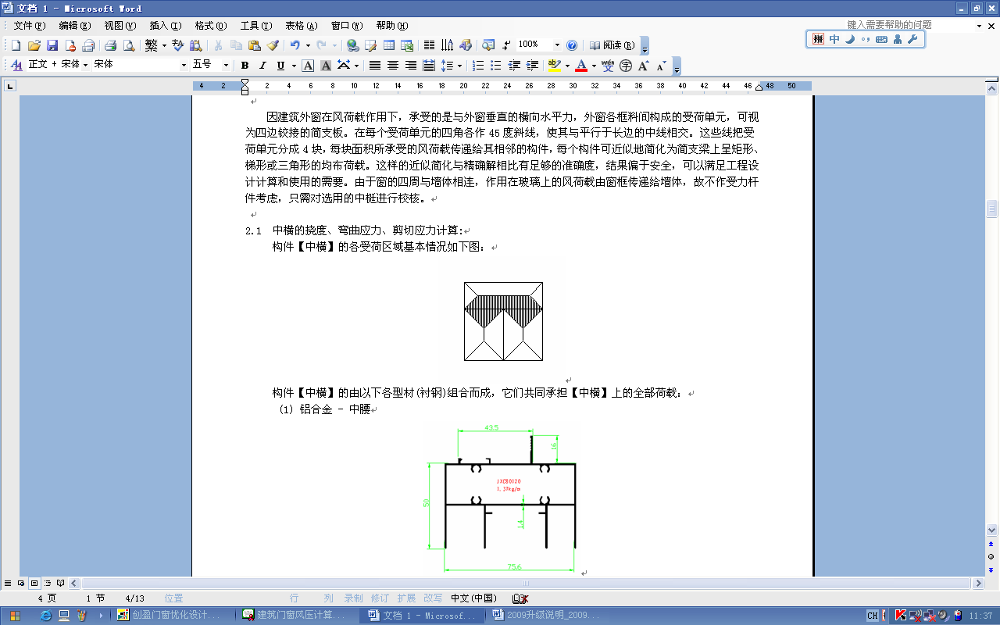 文档 1 - Microsoft Word
文件(F) 编辑(E) 视图(V) 插入(I) 格式(O) 工具(T) 表格(A) 窗口(W) 帮助(H)
键入需要帮助的问题
中
繁 100% 阅读(R)
正文 + 宋体 宋体 五号 B I U A A ab A wén 文 字 A A
4 2 2 4 6 8 10 12 14 16 18 20 22 24 26 28 30 32 34 36 38 40 42 44 46 48 50
因建筑外窗在风荷载作用下，承受的是与外窗垂直的横向水平力，外窗各框料间构成的受荷单元，可视
为四边铰接的简支板。在每个受荷单元的四角各作 45 度斜线，使其与平行于长边的中线相交。这些线把受
荷单元分成 4 块，每块面积所承受的风荷载传递给其相邻的构件，每个构件可近似地简化为简支梁上呈矩形、
梯形或三角形的均布荷载。这样的近似简化与精确解相比有足够的准确度，结果偏于安全，可以满足工程设
计计算和使用的需要。由于窗的四周与墙体相连，作用在玻璃上的风荷载由窗框传递给墙体，故不作受力杆
件考虑，只需对选用的中梃进行校核。
2.1 中横的挠度、弯曲应力、剪切应力计算:
构件【中横】的各受荷区域基本情况如下图：
构件【中横】的由以下各型材(衬钢)组合而成，它们共同承担【中横】上的全部荷载：
(1) 铝合金 - 中腰
43.5
16
JXC80120
1.37kg/m
50
1.4
75.6
4 页 1 节 4/13 位置 行 列 录制 修订 扩展 改写 中文(中国)
创盈门窗优化设计... 建筑门窗风压计算... 文档 1 - Microsof... 2009升级说明_2009... CH 11:37